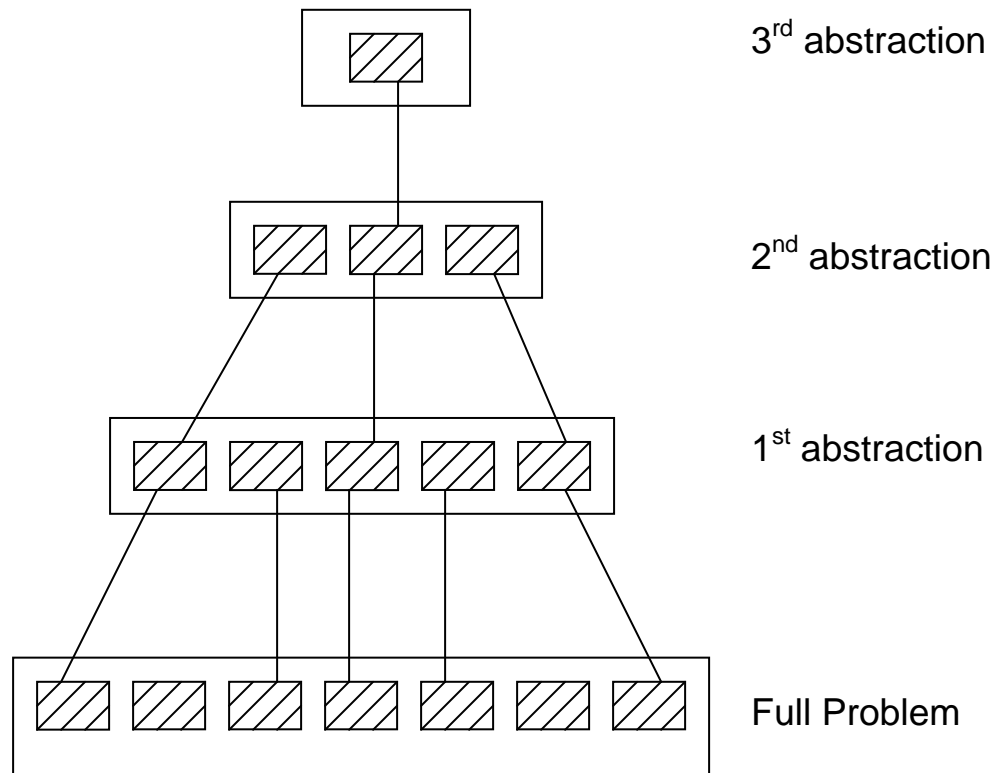 3rd abstraction
2nd abstraction
1st abstraction
Full Problem